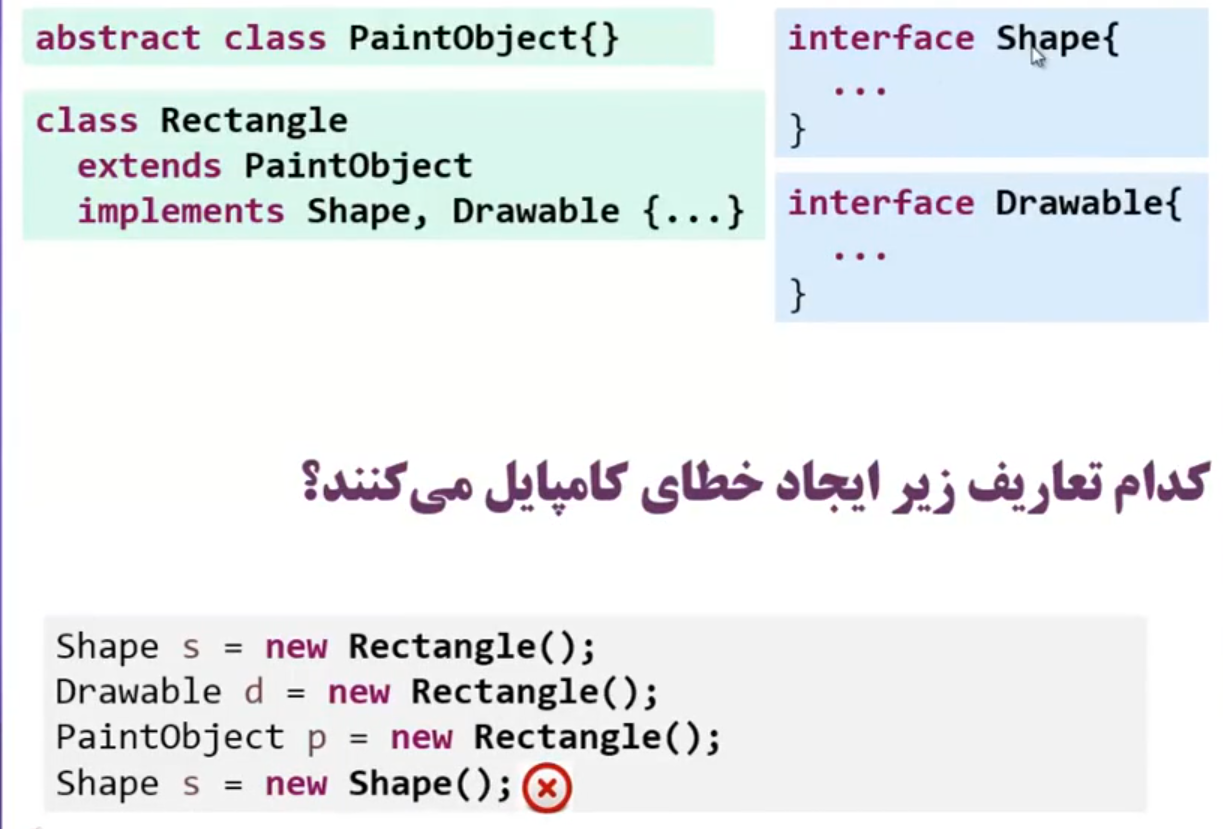 abstract class PaintObject{}
class Rectangle
extends PaintObject
implements Shape, Drawable {...}
interface Shape{
...
}
interface Drawable{
...
}
کدام تعاریف زیر ایجاد خطای کامپایل می‌کنند؟
Shape s = new Rectangle();
Drawable d = new Rectangle();
PaintObject p = new Rectangle();
Shape s = new Shape();